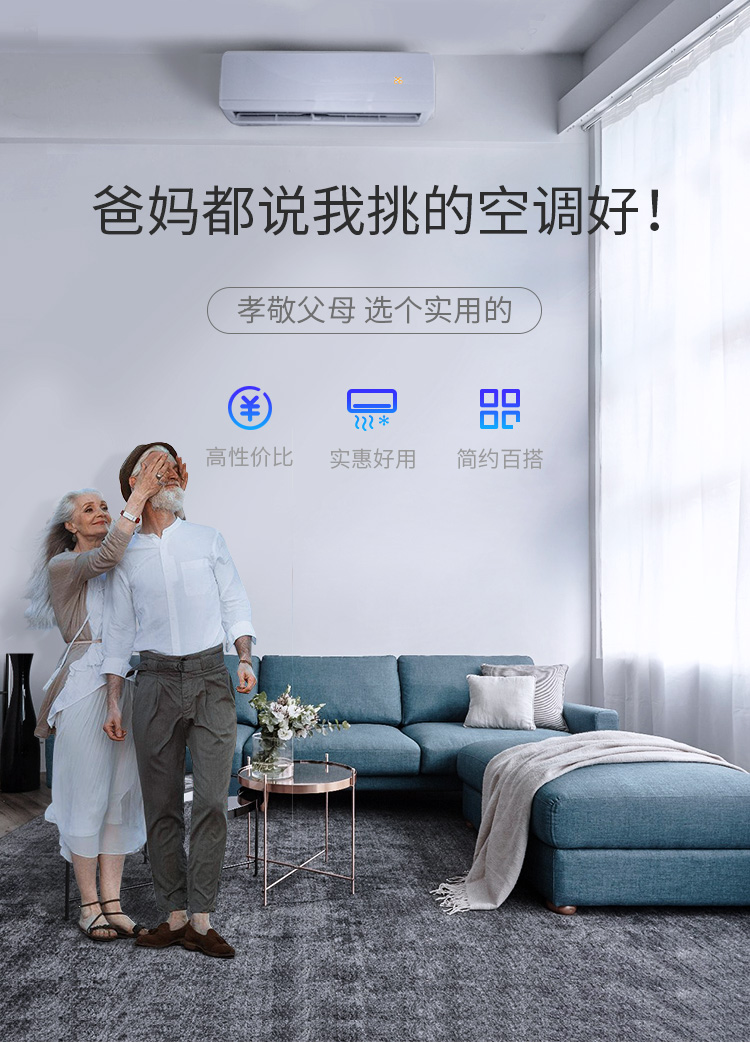 爸妈都说我挑的空调好！
孝敬父母 选个实用的
高性价比
实惠好用
简约百搭